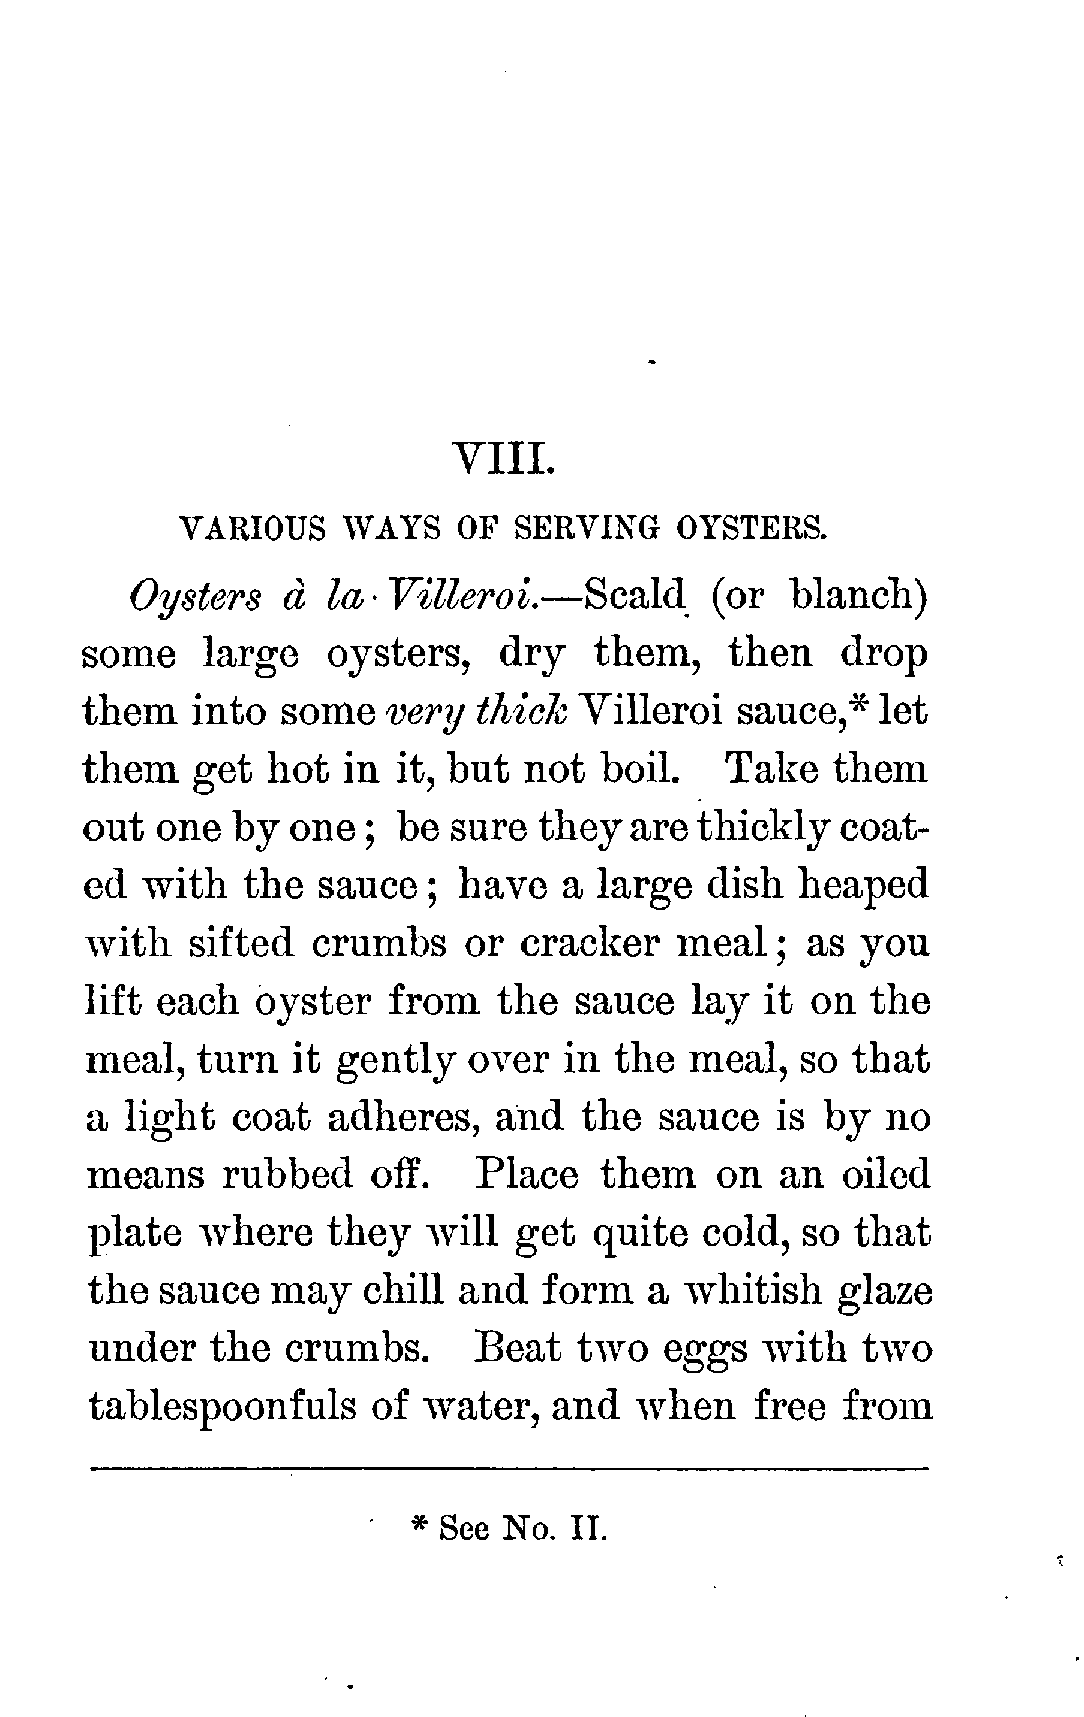 VIII.
VARIOUS WAYS OF SERVING OYSTERS.
Oysters à la Villeroi.—Scald (or blanch)
some large oysters, dry them, then drop
them into some very thick Villeroi sauce,* let
them get hot in it, but not boil. Take them
out one by one; be sure they are thickly coat-
ed with the sauce; have a large dish heaped
with sifted crumbs or cracker meal; as you
lift each oyster from the sauce lay it on the
meal, turn it gently over in the meal, so that
a light coat adheres, and the sauce is by no
means rubbed off. Place them on an oiled
plate where they will get quite cold, so that
the sauce may chill and form a whitish glaze
under the crumbs. Beat two eggs with two
tablespoonfuls of water, and when free from
* See No. II.